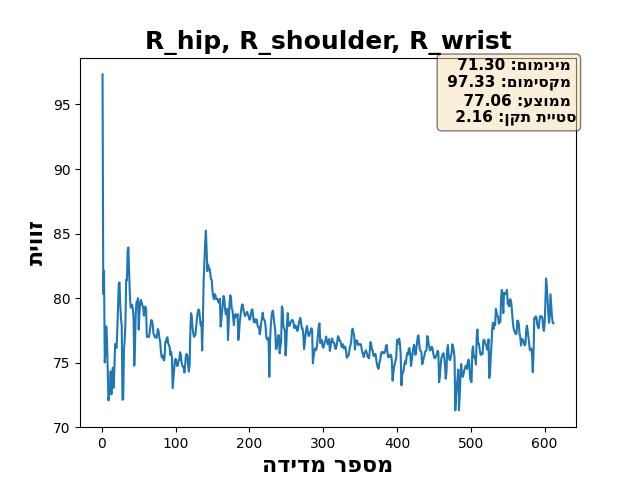 R_hip, R_shoulder, R_wrist
מינימום: 71.30
מקסימום: 97.33
ממוצע: 77.06
סטיית תקן: 2.16
זווית
95
90
85
80
75
70
0 100 200 300 400 500 600
מספר מדידה